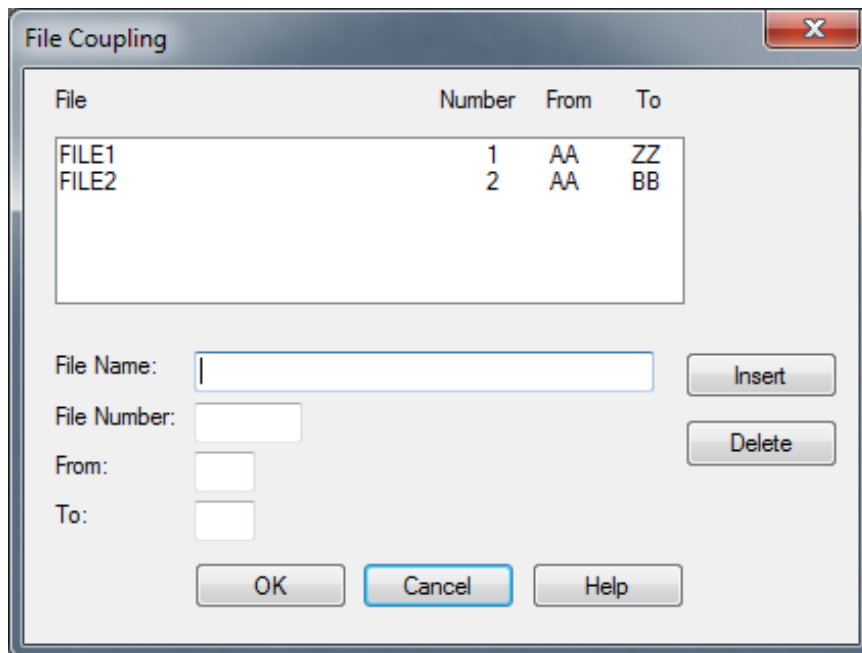 File Coupling
File Number From To
FILE1 1 AA ZZ
FILE2 2 AA BB
File Name: Insert
File Number: Delete
From:
To:
OK Cancel Help